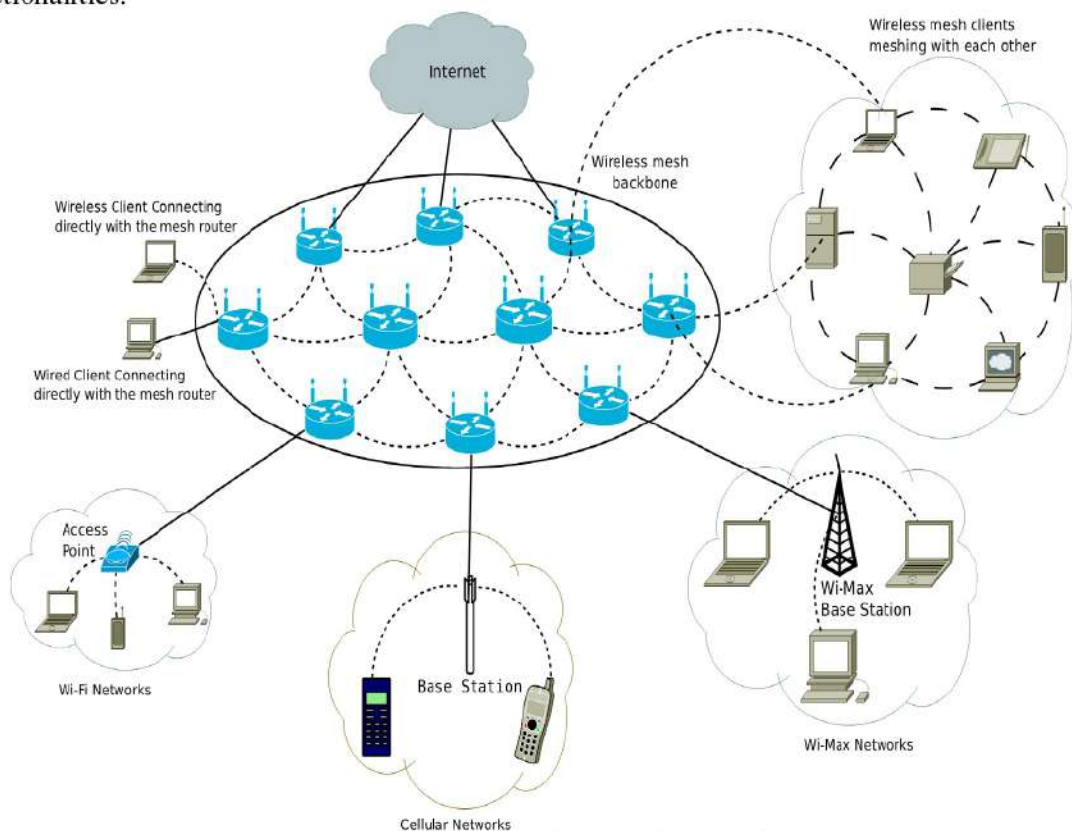 Internet
Wireless mesh clients
meshing with each other
Wireless mesh
backbone
Wireless Client Connecting
directly with the mesh router
Wired Client Connecting
directly with the mesh router
Access
Point
Wi-Fi Networks
Base Station
Cellular Networks
Wi-Max
Base Station
Wi-Max Networks